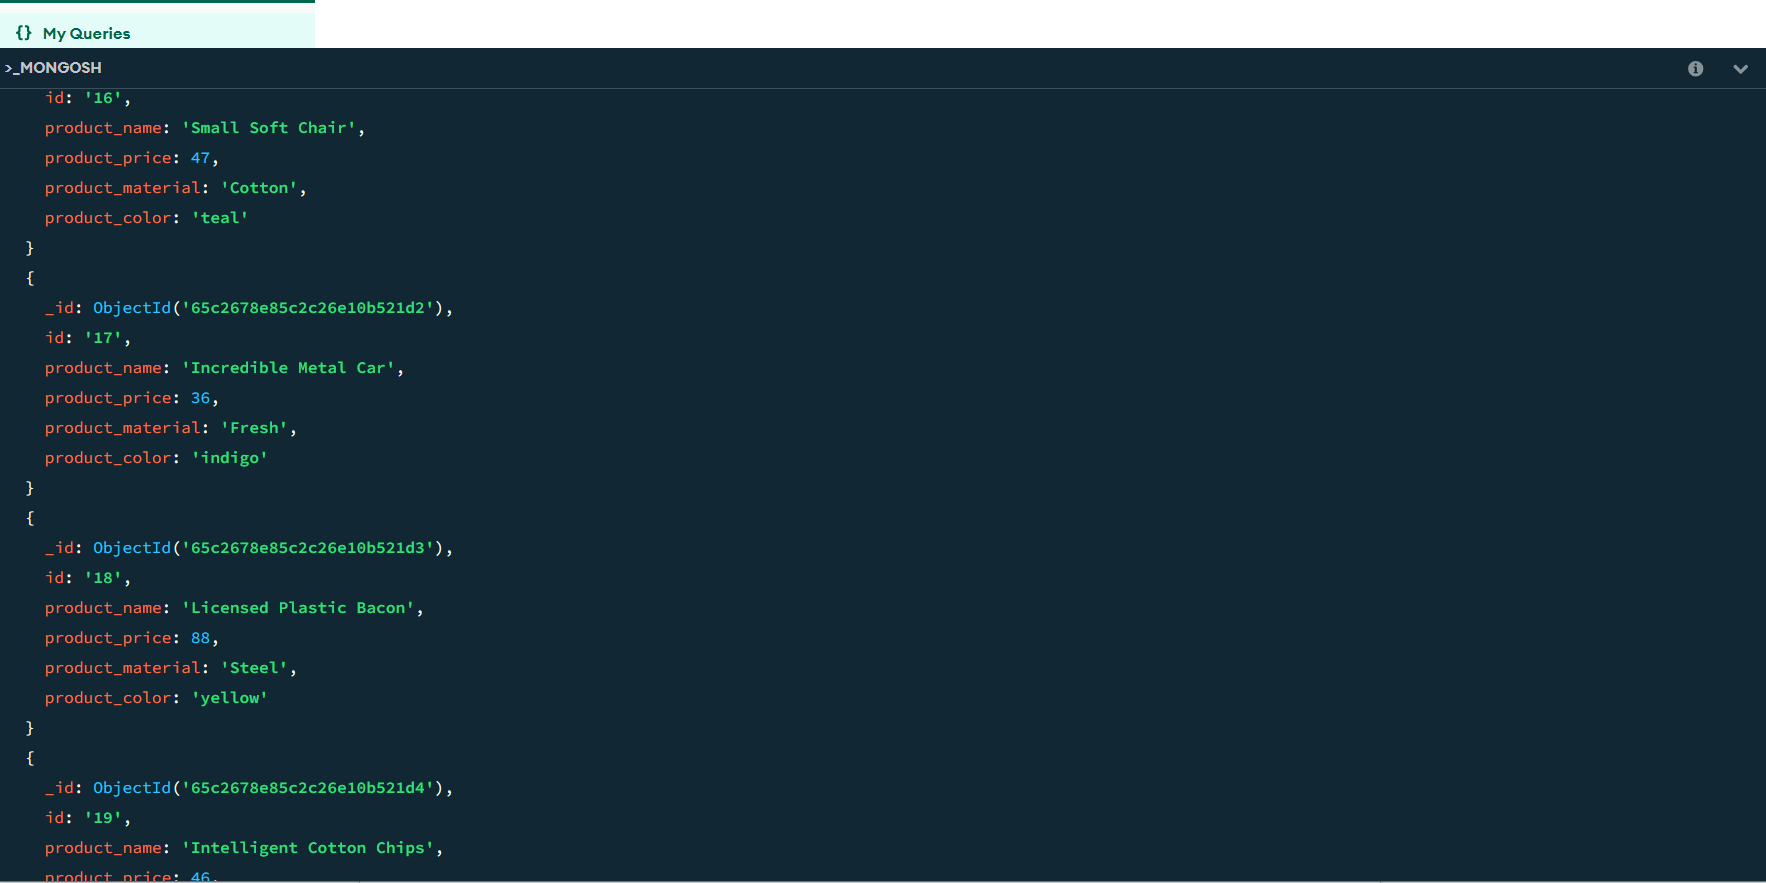 {} My Queries
>_MONGOSH
id: '16',
product_name: 'Small Soft Chair',
product_price: 47,
product_material: 'Cotton',
product_color: 'teal'
}
{
_id: ObjectId('65c2678e85c2c26e10b521d2'),
id: '17',
product_name: 'Incredible Metal Car',
product_price: 36,
product_material: 'Fresh',
product_color: 'indigo'
}
{
_id: ObjectId('65c2678e85c2c26e10b521d3'),
id: '18',
product_name: 'Licensed Plastic Bacon',
product_price: 88,
product_material: 'Steel',
product_color: 'yellow'
}
{
_id: ObjectId('65c2678e85c2c26e10b521d4'),
id: '19',
product_name: 'Intelligent Cotton Chips',
product_price: 46,